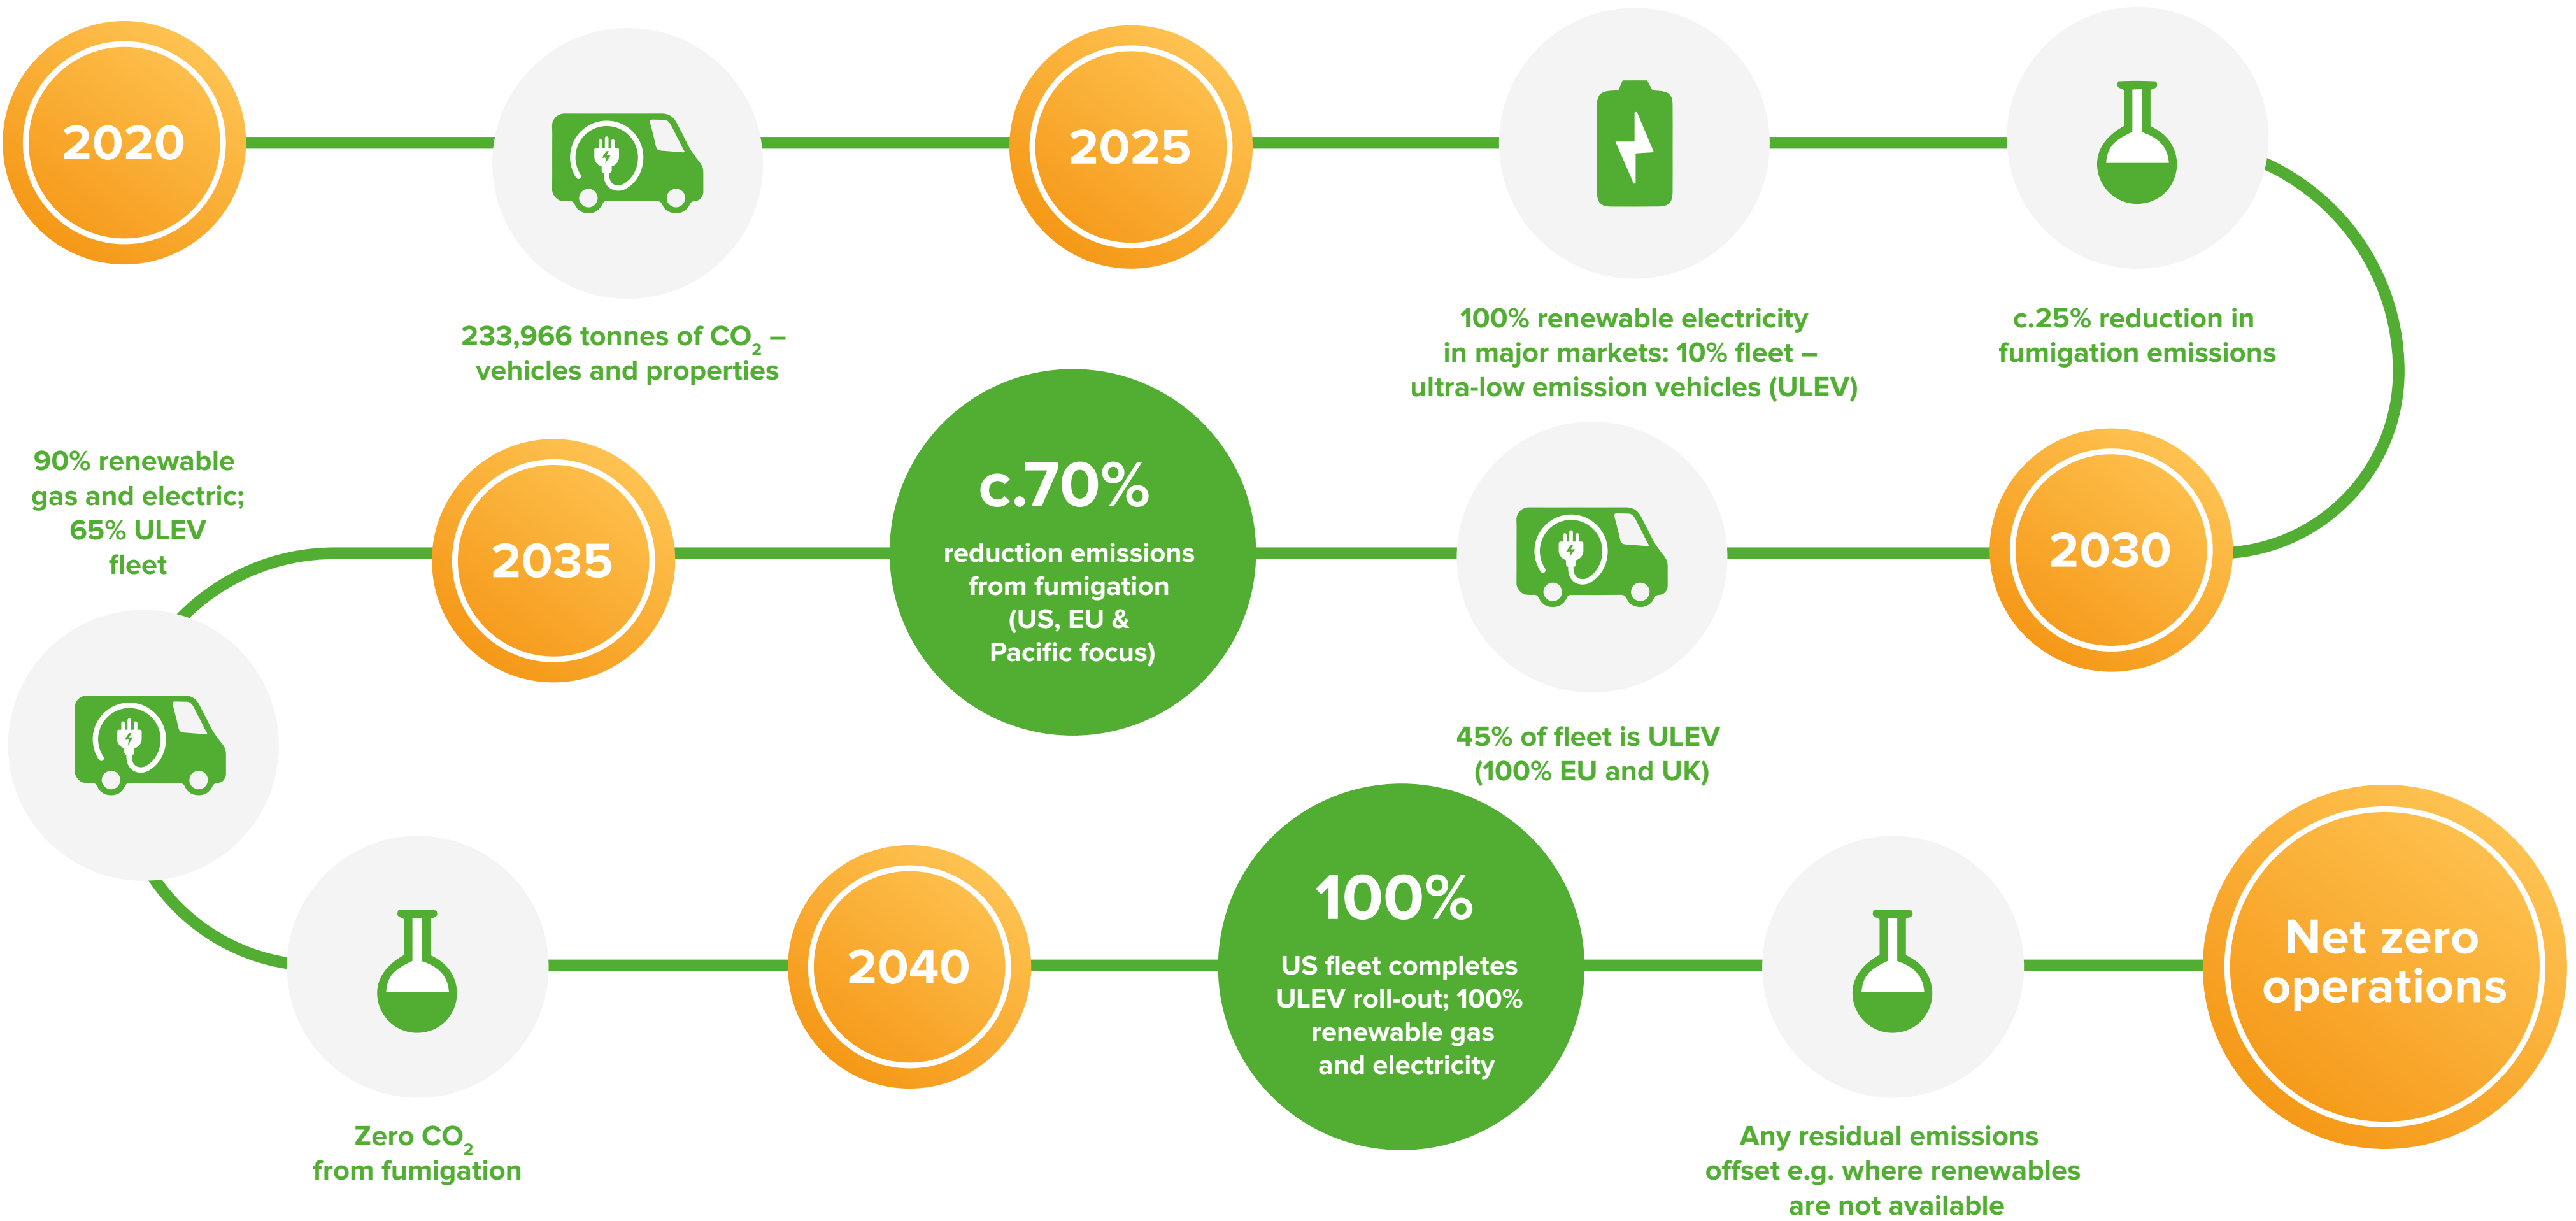 2020
233,966 tonnes of CO₂ –
vehicles and properties
2025
100% renewable electricity
in major markets: 10% fleet –
ultra-low emission vehicles (ULEV)
c.25% reduction in
fumigation emissions
2030
45% of fleet is ULEV
(100% EU and UK)
c.70%
reduction emissions
from fumigation
(US, EU &
Pacific focus)
2035
90% renewable
gas and electric;
65% ULEV
fleet
Zero CO₂
from fumigation
2040
100%
US fleet completes
ULEV roll-out; 100%
renewable gas
and electricity
Any residual emissions
offset e.g. where renewables
are not available
Net zero
operations